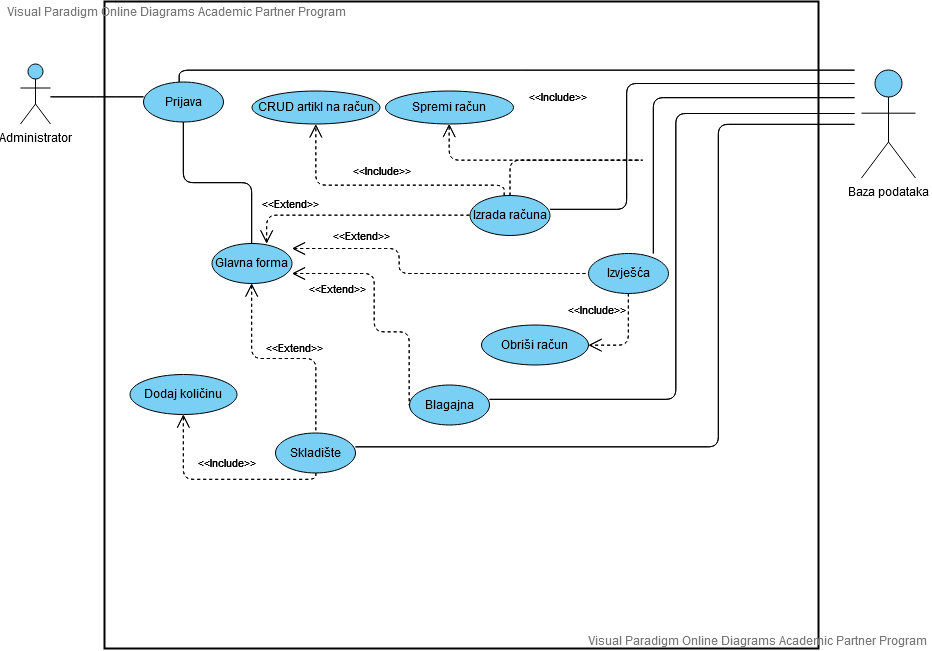 Visual Paradigm Online Diagrams Academic Partner Program
Administrator
Baza podataka
Prijava
CRUD artikl na račun
Spremi račun
<<Include>>
<<Include>>
Izrada računa
<<Extend>>
<<Extend>>
Glavna forma
Izvješća
<<Extend>>
<<Include>>
Obriši račun
<<Extend>>
Dodaj količinu
Blagajna
Skladište
<<Include>>
Visual Paradigm Online Diagrams Academic Partner Program